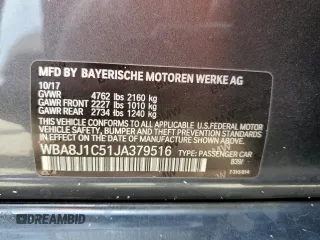 MFD BY BAYERISCHE MOTOREN WERKE AG
10/17
GVWR 4762 lbs 2160 kg
GAWR FRONT 2227 lbs 1010 kg
GAWR REAR 2734 lbs 1240 kg
THIS VEHICLE CONFORMS TO ALL APPLICABLE U.S.FEDERAL MOTOR
VEHICLE SAFETY, BUMPER AND THEFT PREVENTION STANDARDS
IN EFFECT ON THE DATE OF MANUFACTURE SHOWN ABOVE.
WBA8J1C51JA379516 TYPE: PASSENGER CAR
DREAMBID